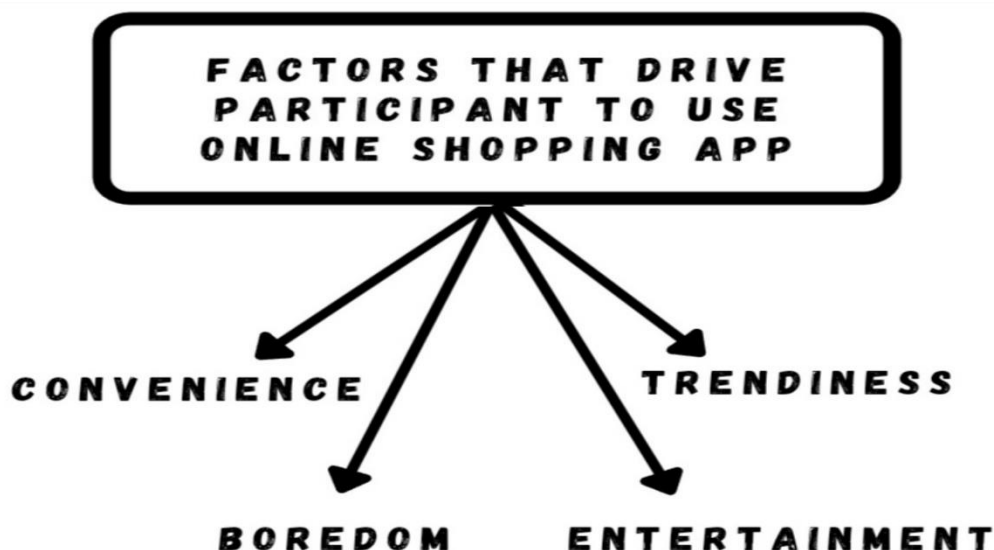 FACTORS THAT DRIVE
PARTICIPANT TO USE
ONLINE SHOPPING APP
CONVENIENCE
TRENDINESS
BOREDOM
ENTERTAINMENT